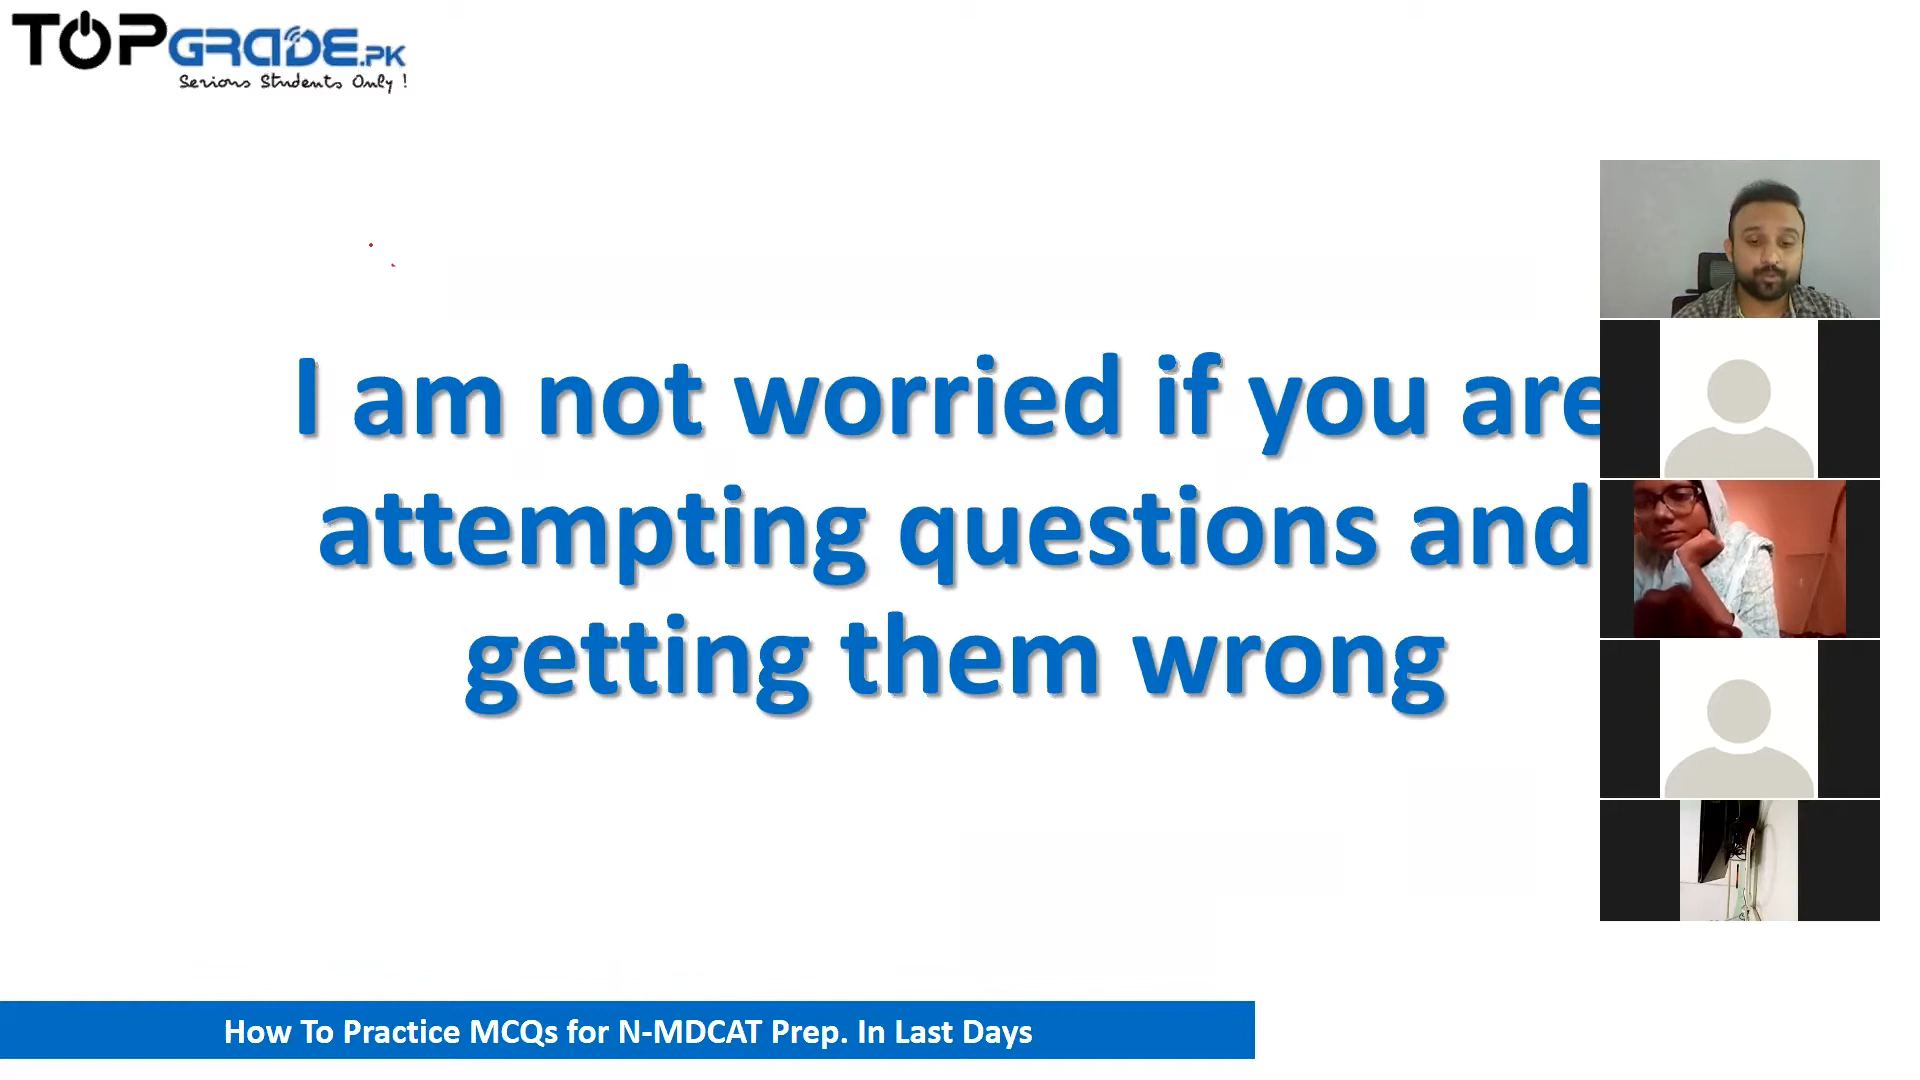 TOPGRADE.PK
Serious Students Only !
I am not worried if you are
attempting questions and
getting them wrong
How To Practice MCQs for N-MDCAT Prep. In Last Days